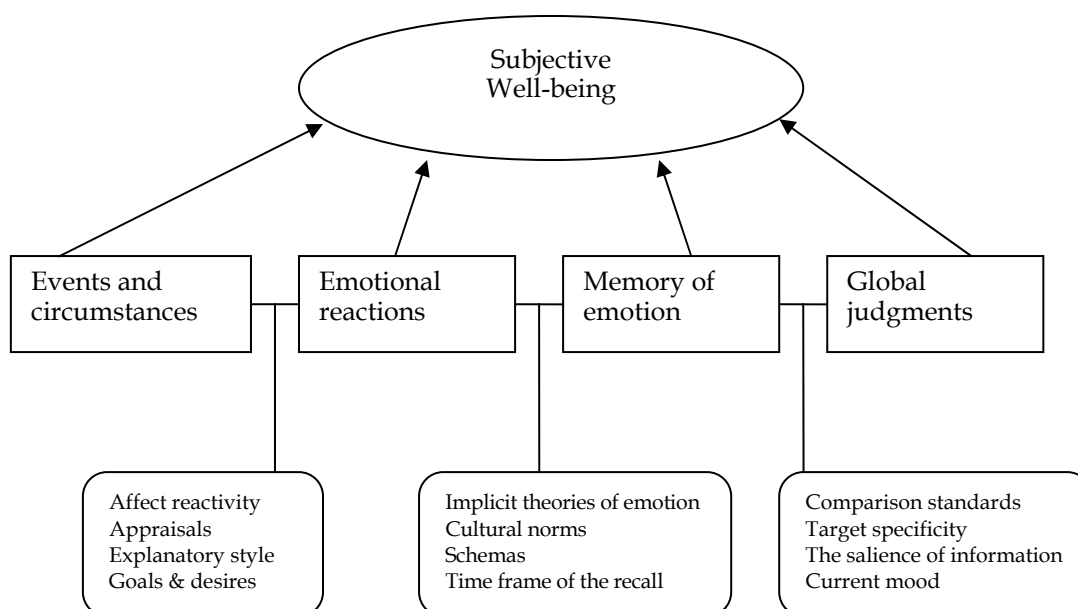 Subjective
Well-being
Events and
circumstances
Emotional
reactions
Memory of
emotion
Global
judgments
Affect reactivity
Appraisals
Explanatory style
Goals & desires
Implicit theories of emotion
Cultural norms
Schemas
Time frame of the recall
Comparison standards
Target specificity
The salience of information
Current mood